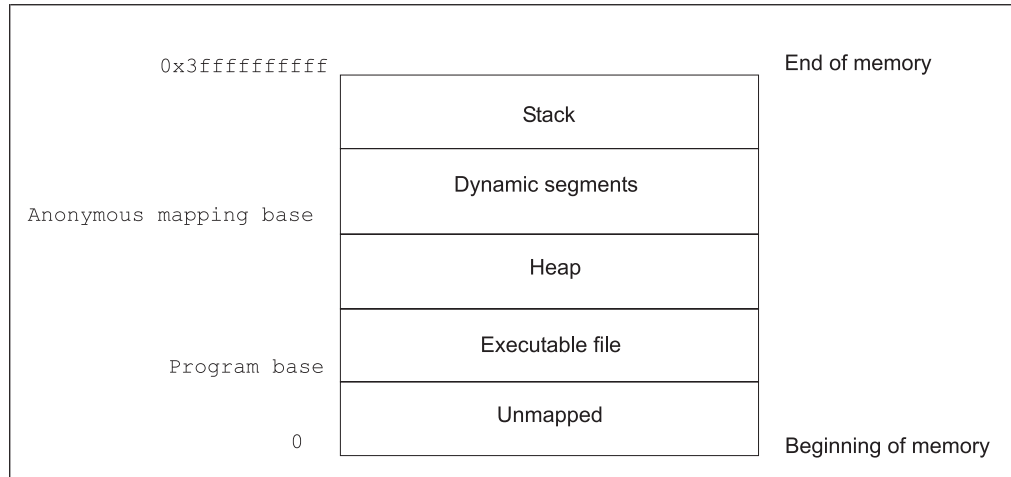 0x3ffffffffff
End of memory
Stack
Dynamic segments
Anonymous mapping base
Heap
Executable file
Program base
Unmapped
0
Beginning of memory